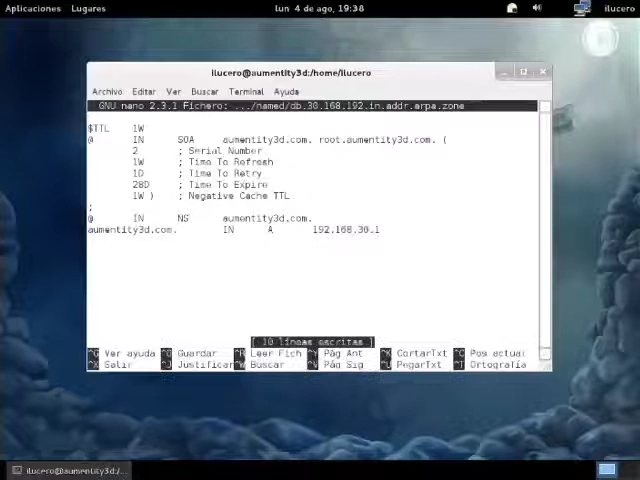 Aplicaciones Lugares lun 4 de ago, 19:38 ilucero
ilucero@aumentity3d:/home/ilucero
Archivo Editar Ver Buscar Terminal Ayuda
GNU nano 2.3.1 Fichero: .../named/db.30.168.192.in.addr.arpa.zone
$TTL 1W
@ IN SOA aumentity3d.com. root.aumentity3d.com. (
2 ; Serial Number
1W ; Time To Refresh
1D ; Time To Retry
28D ; Time To Expire
1W ) ; Negative Cache TTL
;
@ IN NS aumentity3d.com.
aumentity3d.com. IN A 192.168.30.1
[ 10 líneas escritas ]
^G Ver ayuda ^O Guardar ^R Leer Fich ^Y Pág Ant ^K CortarTxt ^C Pos actual
^X Salir ^J Justificar ^W Buscar ^V Pág Sig ^U PegarTxt ^T Ortografía
ilucero@aumentity3d:/...